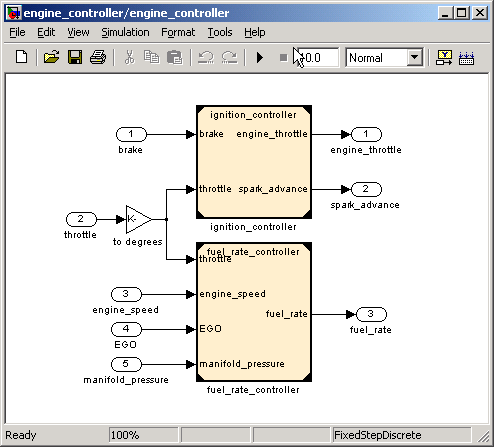 engine_controller/engine_controller
File Edit View Simulation Format Tools Help
Normal
ignition_controller
1
brake
engine_throttle
1
brake
engine_throttle
2
throttle
spark_advance
2
K-
spark_advance
throttle
to degrees
ignition_controller
fuel_rate_controller
throttle
3
engine_speed
engine_speed
fuel_rate
3
4
EGO
fuel_rate
EGO
5
manifold_pressure
manifold_pressure
fuel_rate_controller
Ready 100% FixedStepDiscrete